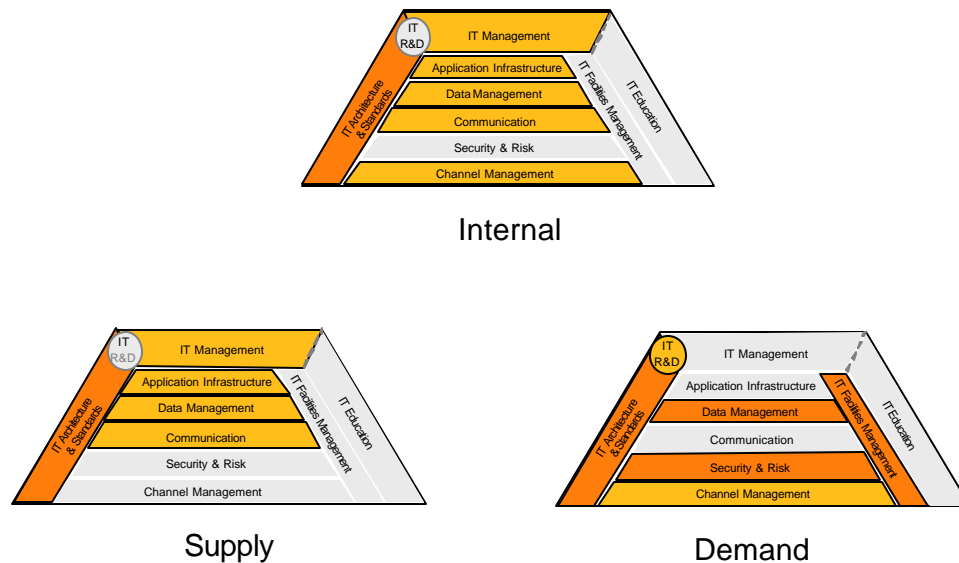 IT
R&D
IT Management
Application Infrastructure
Data Management
Communication
Security & Risk
Channel Management
IT Architecture
& Standards
IT Facilities Management
IT Education
Internal
IT
R&D
IT Management
Application Infrastructure
Data Management
Communication
Security & Risk
Channel Management
IT Architecture
& Standards
IT Facilities Management
IT Education
Supply
IT
R&D
IT Management
Application Infrastructure
Data Management
Communication
Security & Risk
Channel Management
IT Architecture
& Standards
IT Facilities Management
IT Education
Demand